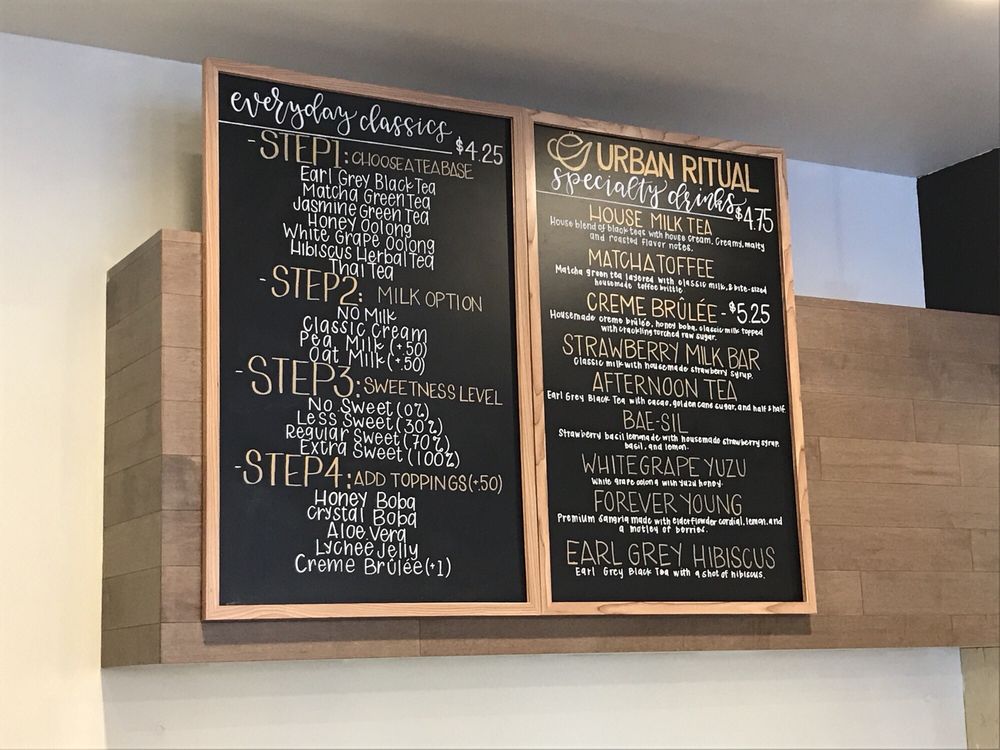 everyday classics
$4.25
-STEP1: CHOOSE A TEA BASE
Earl Grey Black Tea
Matcha Green Tea
Jasmine Green Tea
Honey Oolong
White Grape Oolong
Hibiscus Herbal Tea
Thai Tea
-STEP2: MILK OPTION
No Milk
Classic Cream
Pea Milk (+.50)
Oat Milk (+.50)
-STEP3: SWEETNESS LEVEL
No Sweet (0%)
Less Sweet (30%)
Regular Sweet (70%)
Extra Sweet (100%)
-STEP4: ADD TOPPINGS (+.50)
Honey Boba
Crystal Boba
Aloe Vera
Lychee Jelly
Creme Brûlée (+1)
URBAN RITUAL
specialty drinks
$4.75
HOUSE MILK TEA
House blend of black teas with house cream. Creamy, malty
and roasted flavor notes.
MATCHA TOFFEE
Matcha green tea layered with classic milk, & bite-sized
housemade toffee brittle
CREME BRÛLÉE - $5.25
Housemade creme brûlée, honey boba, classic milk topped
with crackling torched raw sugar.
STRAWBERRY MILK BAR
Classic milk with housemade strawberry syrup.
AFTERNOON TEA
Earl Grey Black Tea with cacao, golden cane sugar, and half & half.
BAE-SIL
Strawberry basil lemonade with housemade strawberry syrup,
basil, and lemon.
WHITE GRAPE YUZU
White grape oolong with yuzu honey.
FOREVER YOUNG
Premium sangria made with elderflower cordial, lemon, and
a motley of berries.
EARL GREY HIBISCUS
Earl Grey Black Tea with a shot of hibiscus.